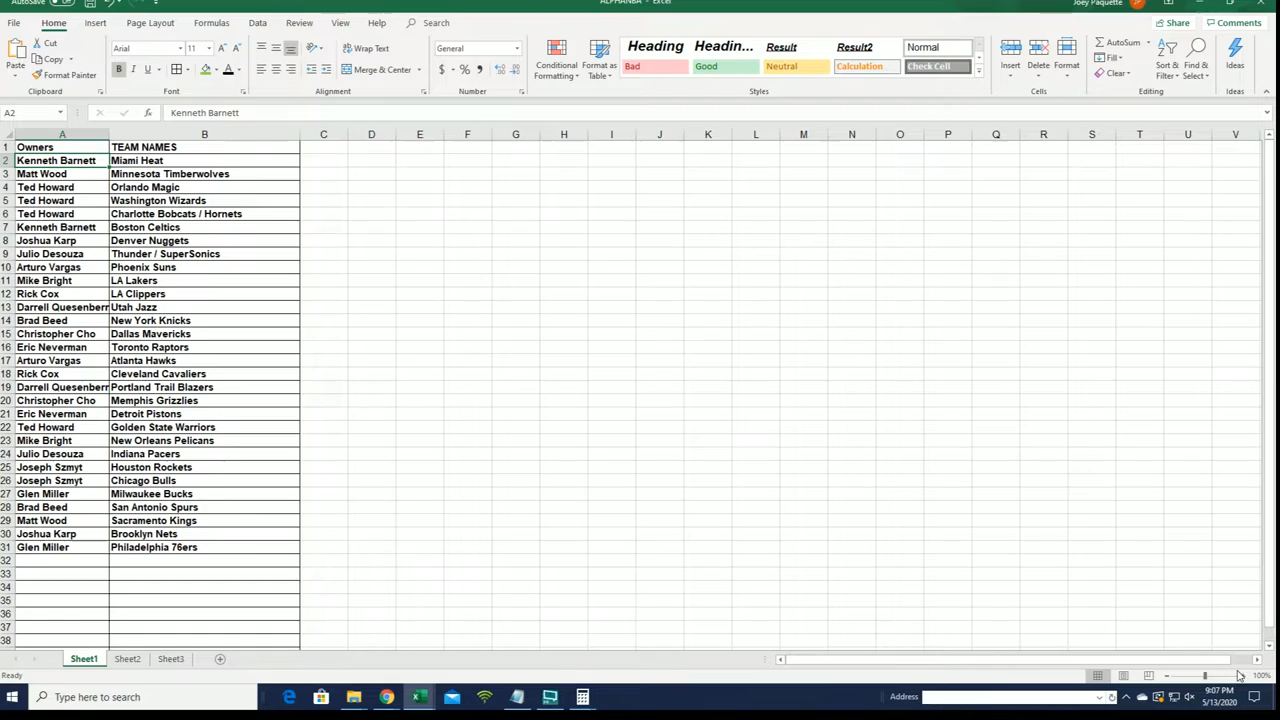 AutoSave Off ALPHANBA - Excel Joey Paquette JP
File Home Insert Page Layout Formulas Data Review View Help Search Share Comments
Paste Cut Copy Format Painter Clipboard
Arial 11 A A B I U A Font
Wrap Text Merge & Center Alignment
General $ % , Number
Conditional Formatting Format as Table
Heading Headin... Result Result2 Normal
Bad Good Neutral Calculation Check Cell
Styles
Insert Delete Format Cells
AutoSum Fill Clear Sort & Filter Find & Select Editing
Ideas Ideas
A2 fx Kenneth Barnett
A B C D E F G H I J K L M N O P Q R S T U V
1 Owners TEAM NAMES
2 Kenneth Barnett Miami Heat
3 Matt Wood Minnesota Timberwolves
4 Ted Howard Orlando Magic
5 Ted Howard Washington Wizards
6 Ted Howard Charlotte Bobcats / Hornets
7 Kenneth Barnett Boston Celtics
8 Joshua Karp Denver Nuggets
9 Julio Desouza Thunder / SuperSonics
10 Arturo Vargas Phoenix Suns
11 Mike Bright LA Lakers
12 Rick Cox LA Clippers
13 Darrell Quesenberr Utah Jazz
14 Brad Beed New York Knicks
15 Christopher Cho Dallas Mavericks
16 Eric Neverman Toronto Raptors
17 Arturo Vargas Atlanta Hawks
18 Rick Cox Cleveland Cavaliers
19 Darrell Quesenberr Portland Trail Blazers
20 Christopher Cho Memphis Grizzlies
21 Eric Neverman Detroit Pistons
22 Ted Howard Golden State Warriors
23 Mike Bright New Orleans Pelicans
24 Julio Desouza Indiana Pacers
25 Joseph Szmyt Houston Rockets
26 Joseph Szmyt Chicago Bulls
27 Glen Miller Milwaukee Bucks
28 Brad Beed San Antonio Spurs
29 Matt Wood Sacramento Kings
30 Joshua Karp Brooklyn Nets
31 Glen Miller Philadelphia 76ers
32
33
34
35
36
37
38
Sheet1 Sheet2 Sheet3
Ready 100%
Type here to search Address 9:07 PM
5/13/2020